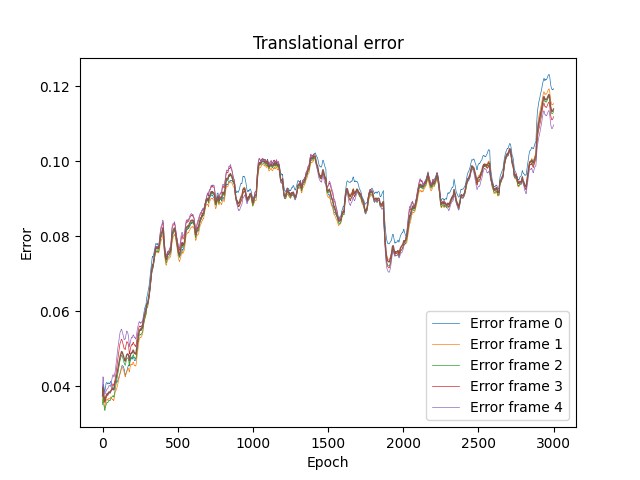 Translational error
0.12
0.10
0.08
0.06
0.04
Error
0
500
1000
1500
2000
2500
3000
Epoch
Error frame 0
Error frame 1
Error frame 2
Error frame 3
Error frame 4